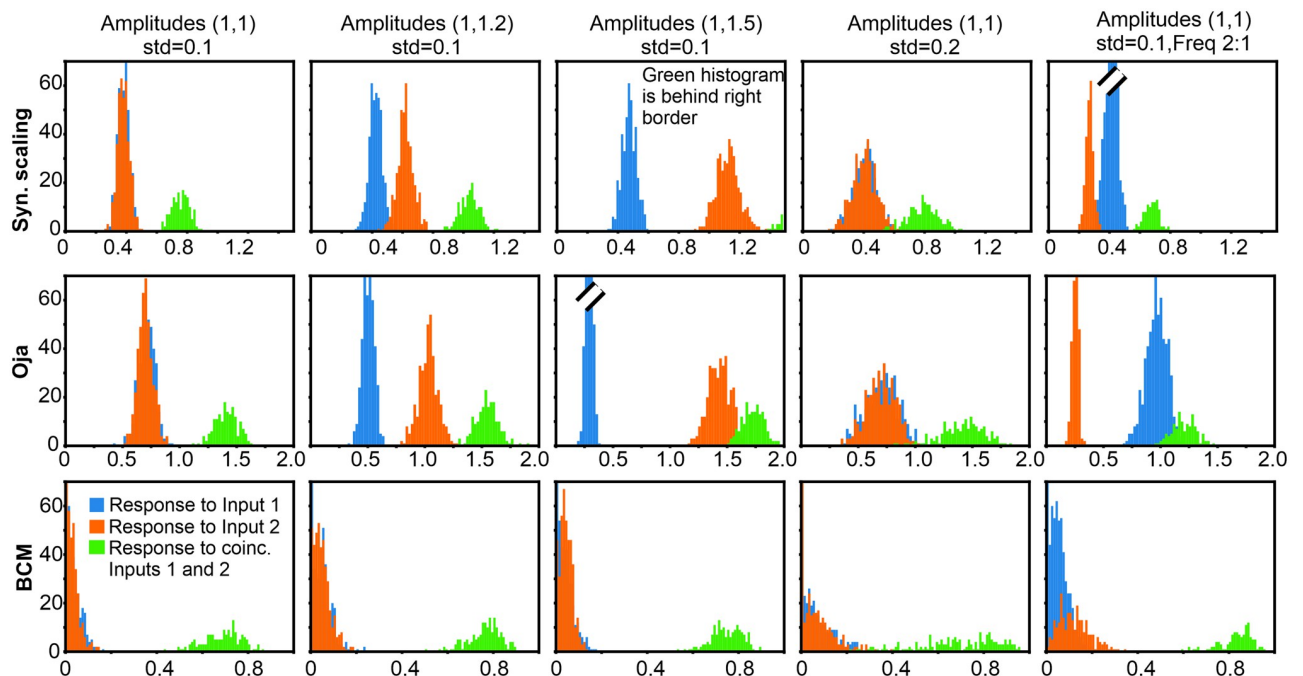 Amplitudes (1,1)
std=0.1
Amplitudes (1,1.2)
std=0.1
Amplitudes (1,1.5)
std=0.1
Amplitudes (1,1)
std=0.2
Amplitudes (1,1)
std=0.1,Freq 2:1
Syn. scaling
60
40
20
0
Green histogram
is behind right
border
0 0.4 0.8 1.2
0 0.4 0.8 1.2
0 0.4 0.8 1.2
0 0.4 0.8 1.2
0 0.4 0.8 1.2
Oja
60
40
20
0
0.5 1.0 1.5 2.0
0.5 1.0 1.5 2.0
0.5 1.0 1.5 2.0
0.5 1.0 1.5 2.0
0.5 1.0 1.5 2.0
BCM
60
40
20
0
Response to Input 1
Response to Input 2
Response to coinc.
Inputs 1 and 2
0 0.4 0.8
0 0.4 0.8
0 0.4 0.8
0 0.4 0.8
0 0.4 0.8